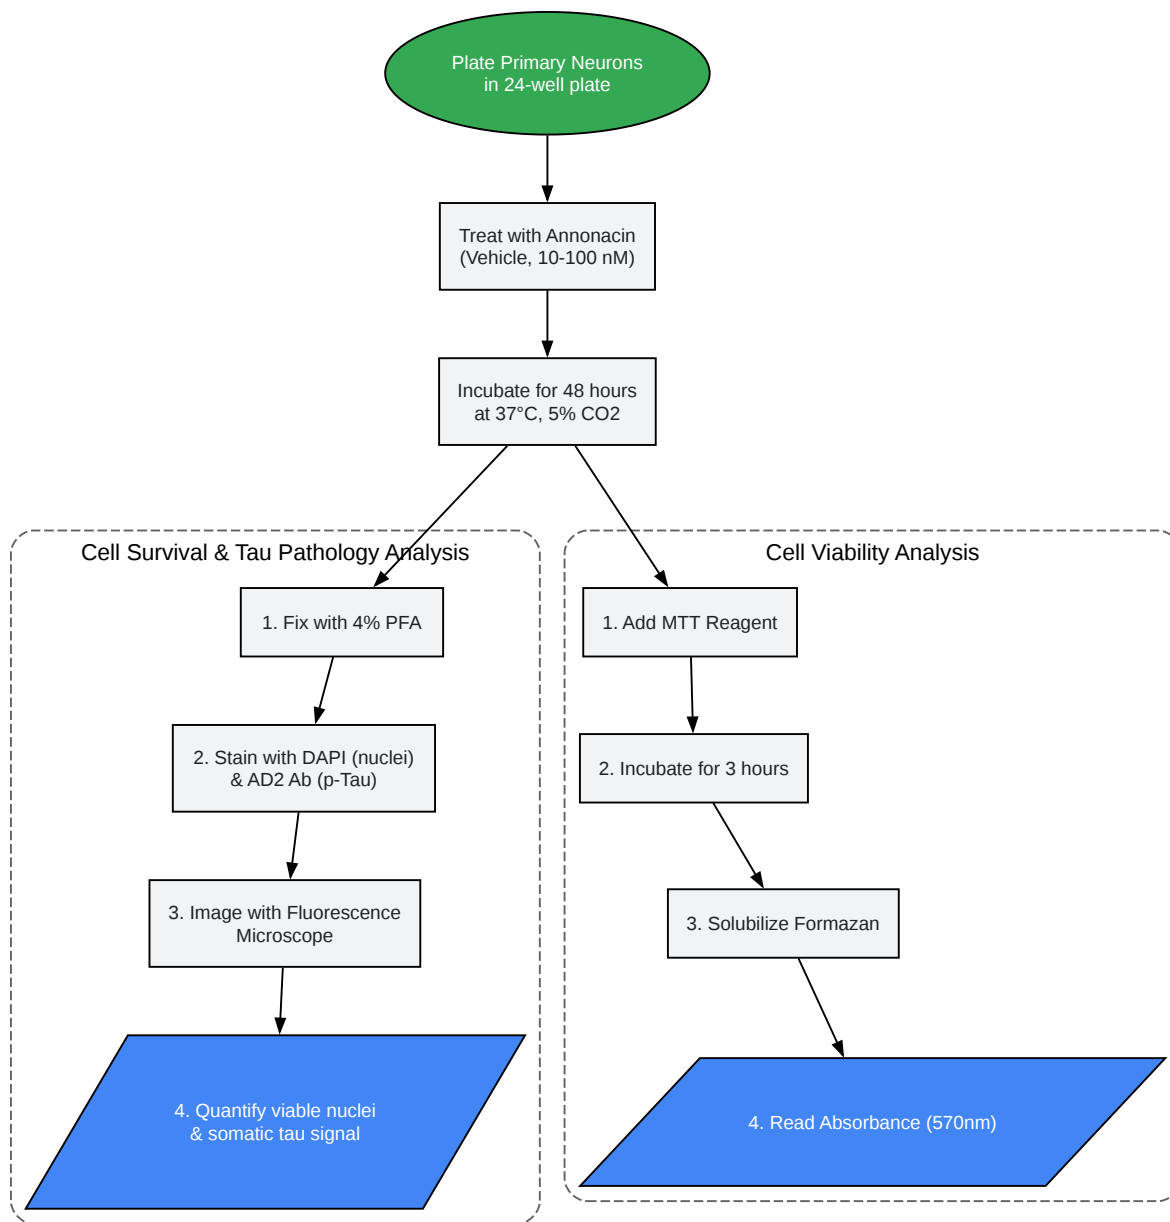 Plate Primary Neurons
in 24-well plate
Treat with Annonacin
(Vehicle, 10-100 nM)
Incubate for 48 hours
at 37°C, 5% CO2
Cell Survival & Tau Pathology Analysis
1. Fix with 4% PFA
2. Stain with DAPI (nuclei)
& AD2 Ab (p-Tau)
3. Image with Fluorescence
Microscope
4. Quantify viable nuclei
& somatic tau signal
Cell Viability Analysis
1. Add MTT Reagent
2. Incubate for 3 hours
3. Solubilize Formazan
4. Read Absorbance (570nm)